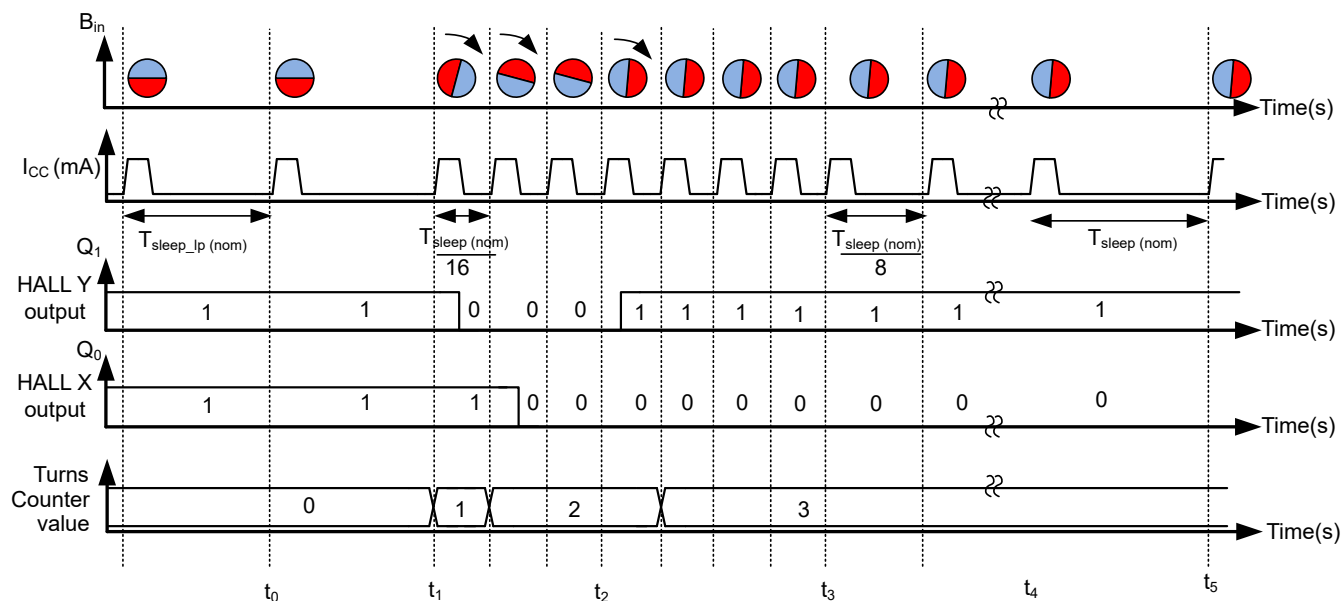 B_in
Time(s)
I_CC (mA)
Time(s)
T_sleep_lp (nom)
T_sleep (nom)
16
T_sleep (nom)
8
T_sleep (nom)
Q_1
HALL Y
output
1 1 0 0 0 1 1 1 1 1 1 1
Time(s)
Q_0
HALL X
output
1 1 1 0 0 0 0 0 0 0 0 0
Time(s)
Turns
Counter
value
0 1 2 3
Time(s)
t_0 t_1 t_2 t_3 t_4 t_5